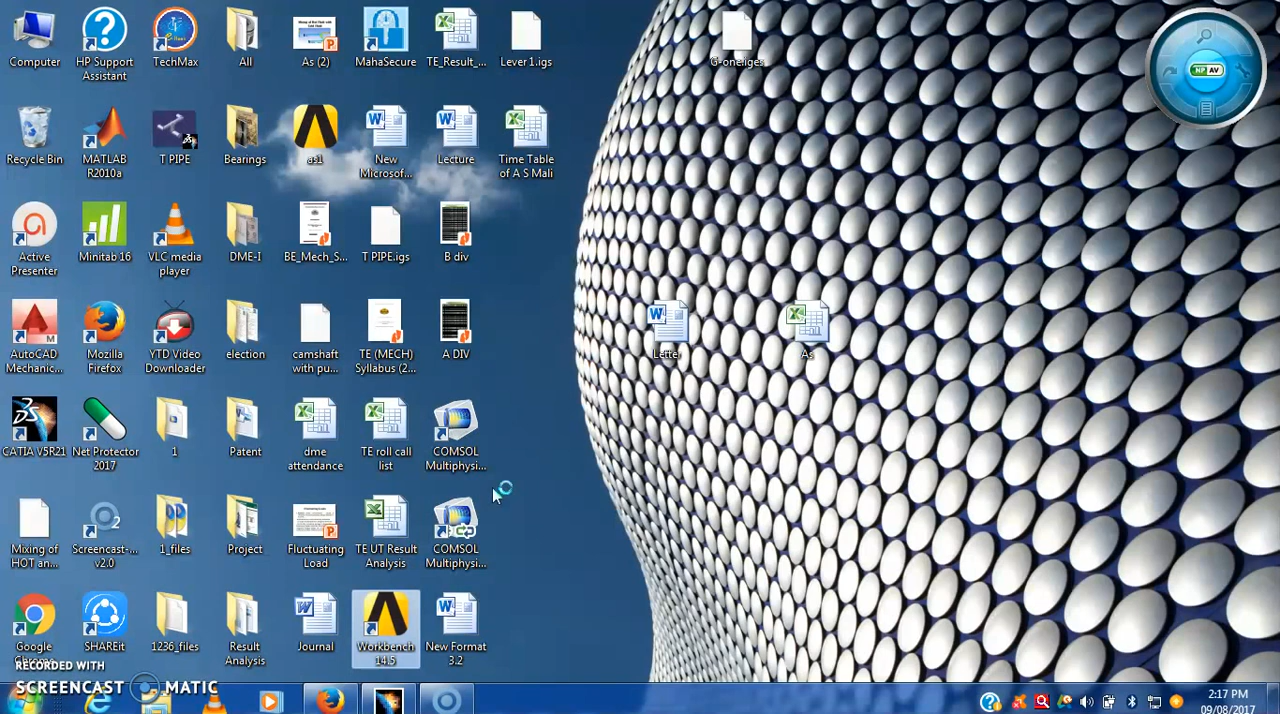 Computer
HP Support
Assistant
TechMax
All
As (2)
MahaSecure
TE_Result_...
Lever 1.igs
G-one.iges
NP AV
Recycle Bin
MATLAB
R2010a
T PIPE
Bearings
as1
New
Microsof...
Lecture
Time Table
of A S Mali
Active
Presenter
Minitab 16
VLC media
player
DME-I
BE_Mech_S...
T PIPE.igs
B div
AutoCAD
Mechanic...
Mozilla
Firefox
YTD Video
Downloader
election
camshaft
with pu...
TE (MECH)
Syllabus (2...
A DIV
Letter
As
CATIA V5R21
Net Protector
2017
1
Patent
dme
attendance
TE roll call
list
COMSOL
Multiphysi...
Mixing of
HOT an...
Screencast-...
v2.0
1_files
Project
Fluctuating
Load
TE UT Result
Analysis
COMSOL
Multiphysi...
Google
Chrome
SHAREit
1236_files
Result
Analysis
Journal
Workbench
14.5
New Format
3.2
RECORDED WITH
SCREENCAST MATIC
2:17 PM
09/08/2017